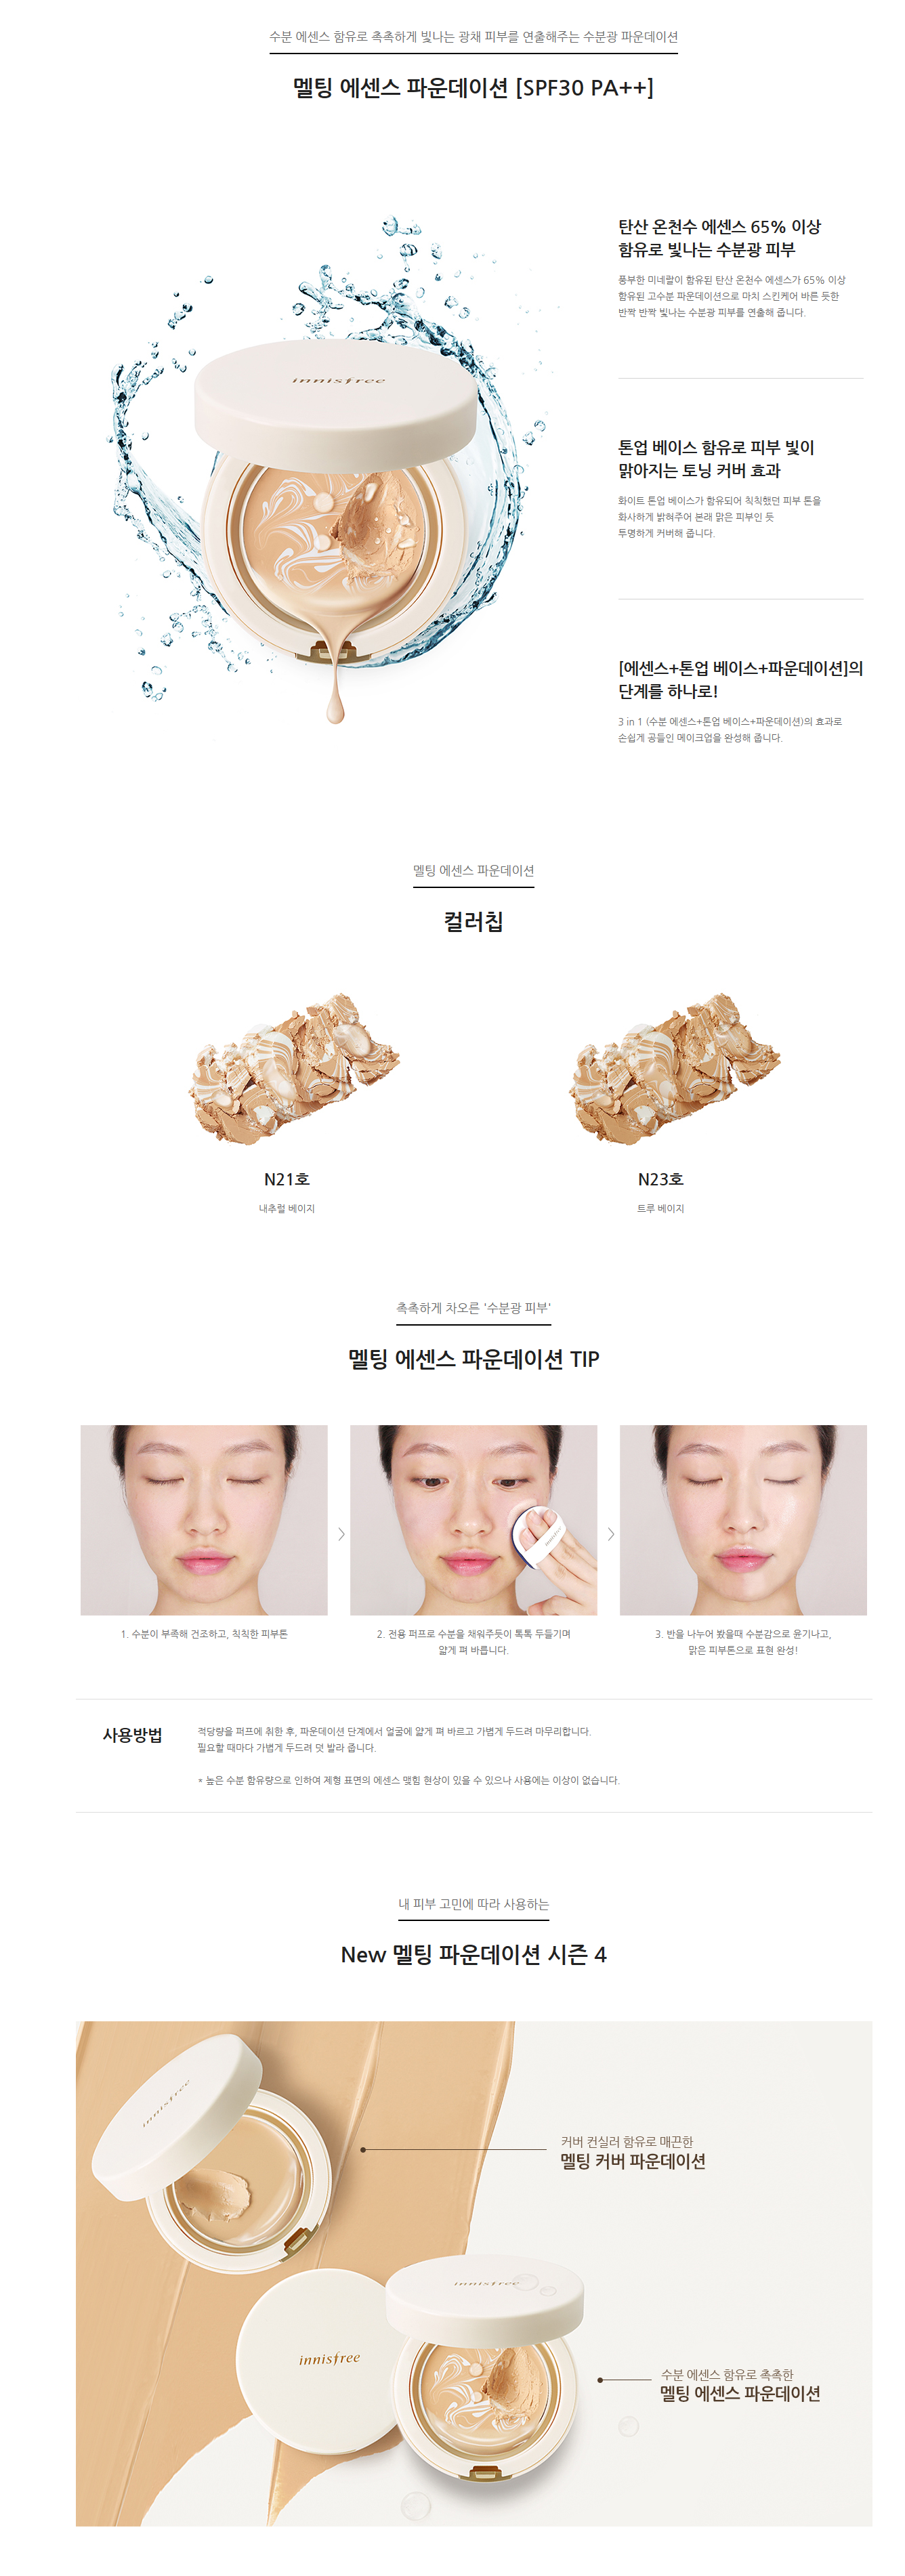 수분 에센스 함유로 촉촉하게 빛나는 광채 피부를 연출해주는 수분광 파운데이션
멜팅 에센스 파운데이션 [SPF30 PA++]
innisfree
탄산 온천수 에센스 65% 이상
함유로 빛나는 수분광 피부
풍부한 미네랄이 함유된 탄산 온천수 에센스가 65% 이상
함유된 고수분 파운데이션으로 마치 스킨케어 바른 듯한
반짝 반짝 빛나는 수분광 피부를 연출해 줍니다.
톤업 베이스 함유로 피부 빛이
맑아지는 토닝 커버 효과
화이트 톤업 베이스가 함유되어 칙칙했던 피부 톤을
화사하게 밝혀주어 본래 맑은 피부인 듯
투명하게 커버해 줍니다.
[에센스+톤업 베이스+파운데이션]의
단계를 하나로!
3 in 1 (수분 에센스+톤업 베이스+파운데이션)의 효과로
손쉽게 공들인 메이크업을 완성해 줍니다.
멜팅 에센스 파운데이션
컬러칩
N21호
내추럴 베이지
N23호
트루 베이지
촉촉하게 차오른 '수분광 피부'
멜팅 에센스 파운데이션 TIP
innisfree
1. 수분이 부족해 건조하고, 칙칙한 피부톤
2. 전용 퍼프로 수분을 채워주듯이 톡톡 두들기며
얇게 펴 바릅니다.
3. 반을 나누어 봤을때 수분감으로 윤기나고,
맑은 피부톤으로 표현 완성!
사용방법
적당량을 퍼프에 취한 후, 파운데이션 단계에서 얼굴에 얇게 펴 바르고 가볍게 두드려 마무리합니다.
필요할 때마다 가볍게 두드려 덧 발라 줍니다.
* 높은 수분 함유량으로 인하여 제형 표면의 에센스 맺힘 현상이 있을 수 있으나 사용에는 이상이 없습니다.
내 피부 고민에 따라 사용하는
New 멜팅 파운데이션 시즌 4
innisfree
커버 컨실러 함유로 매끈한
멜팅 커버 파운데이션
innisfree
innisfree
수분 에센스 함유로 촉촉한
멜팅 에센스 파운데이션